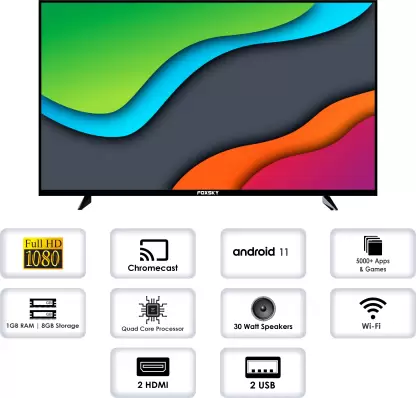 FOXSKY
Full HD
1080
Chromecast
android 11
5000+ Apps
& Games
1GB RAM | 8GB Storage
Quad Core Processor
30 Watt Speakers
Wi-Fi
2 HDMI
2 USB